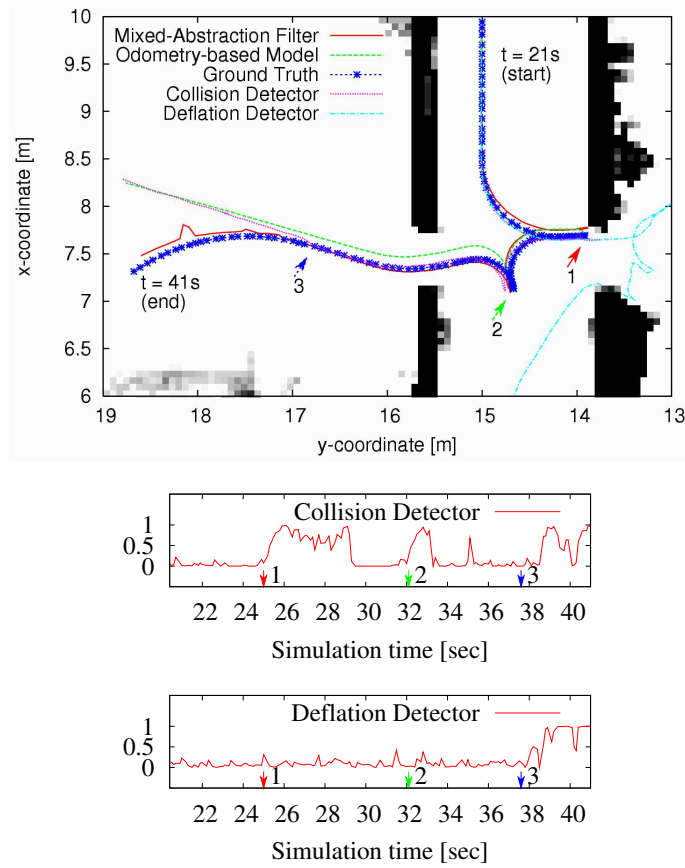 10
9.5
9
8.5
8
7.5
7
6.5
6
x-coordinate [m]
Mixed-Abstraction Filter
Odometry-based Model
Ground Truth
Collision Detector
Deflation Detector
t = 21s
(start)
1
2
3
t = 41s
(end)
19 18 17 16 15 14 13
y-coordinate [m]
1
0.5
0
Collision Detector
1 2 3
22 24 26 28 30 32 34 36 38 40
Simulation time [sec]
1
0.5
0
Deflation Detector
1 2 3
22 24 26 28 30 32 34 36 38 40
Simulation time [sec]